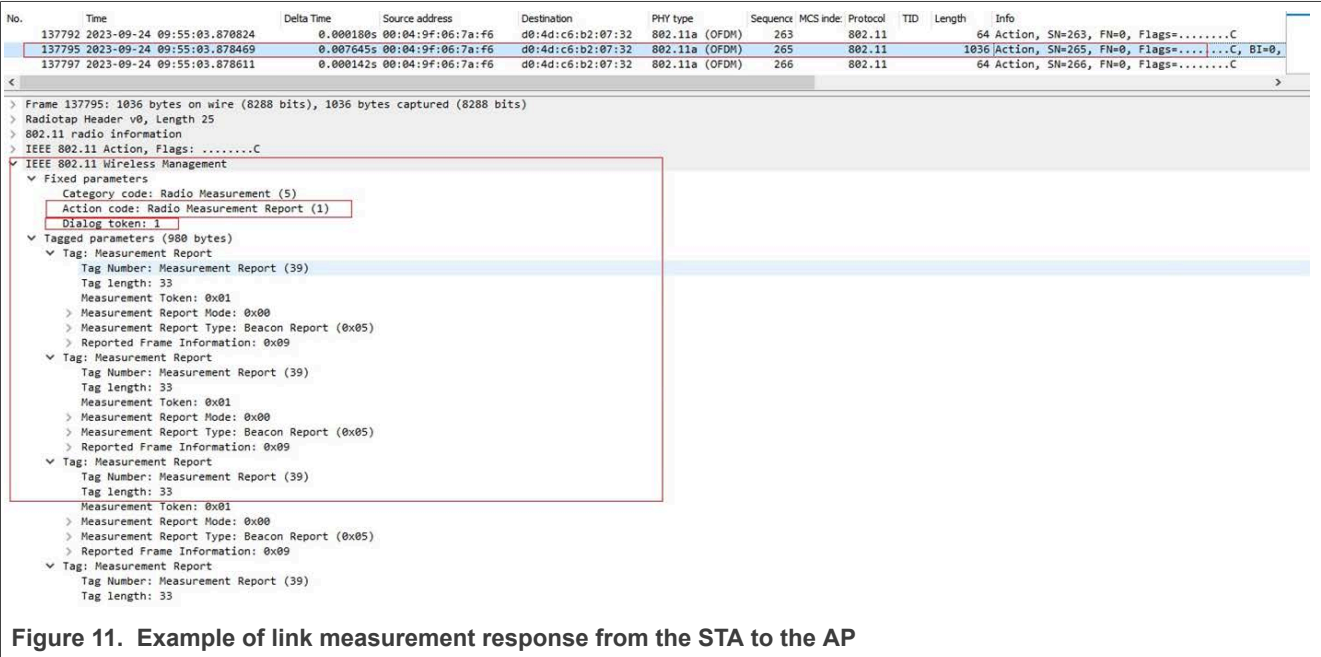 No. Time Delta Time Source address Destination PHY type Sequence MCS inde: Protocol TID Length Info
137792 2023-09-24 09:55:03.870824 0.000180s 00:04:9f:06:7a:f6 d0:4d:c6:b2:07:32 802.11a (OFDM) 263 802.11 64 Action, SN=263, FN=0, Flags=........C
137795 2023-09-24 09:55:03.878469 0.007645s 00:04:9f:06:7a:f6 d0:4d:c6:b2:07:32 802.11a (OFDM) 265 802.11 1036 Action, SN=265, FN=0, Flags=........C, BI=0,
137797 2023-09-24 09:55:03.878611 0.000142s 00:04:9f:06:7a:f6 d0:4d:c6:b2:07:32 802.11a (OFDM) 266 802.11 64 Action, SN=266, FN=0, Flags=........C
Frame 137795: 1036 bytes on wire (8288 bits), 1036 bytes captured (8288 bits)
Radiotap Header v0, Length 25
802.11 radio information
IEEE 802.11 Action, Flags: ........C
IEEE 802.11 Wireless Management
Fixed parameters
Category code: Radio Measurement (5)
Action code: Radio Measurement Report (1)
Dialog token: 1
Tagged parameters (980 bytes)
Tag: Measurement Report
Tag Number: Measurement Report (39)
Tag length: 33
Measurement Token: 0x01
Measurement Report Mode: 0x00
Measurement Report Type: Beacon Report (0x05)
Reported Frame Information: 0x09
Tag: Measurement Report
Tag Number: Measurement Report (39)
Tag length: 33
Measurement Token: 0x01
Measurement Report Mode: 0x00
Measurement Report Type: Beacon Report (0x05)
Reported Frame Information: 0x09
Tag: Measurement Report
Tag Number: Measurement Report (39)
Tag length: 33
Measurement Token: 0x01
Measurement Report Mode: 0x00
Measurement Report Type: Beacon Report (0x05)
Reported Frame Information: 0x09
Tag: Measurement Report
Tag Number: Measurement Report (39)
Tag length: 33
Figure 11. Example of link measurement response from the STA to the AP